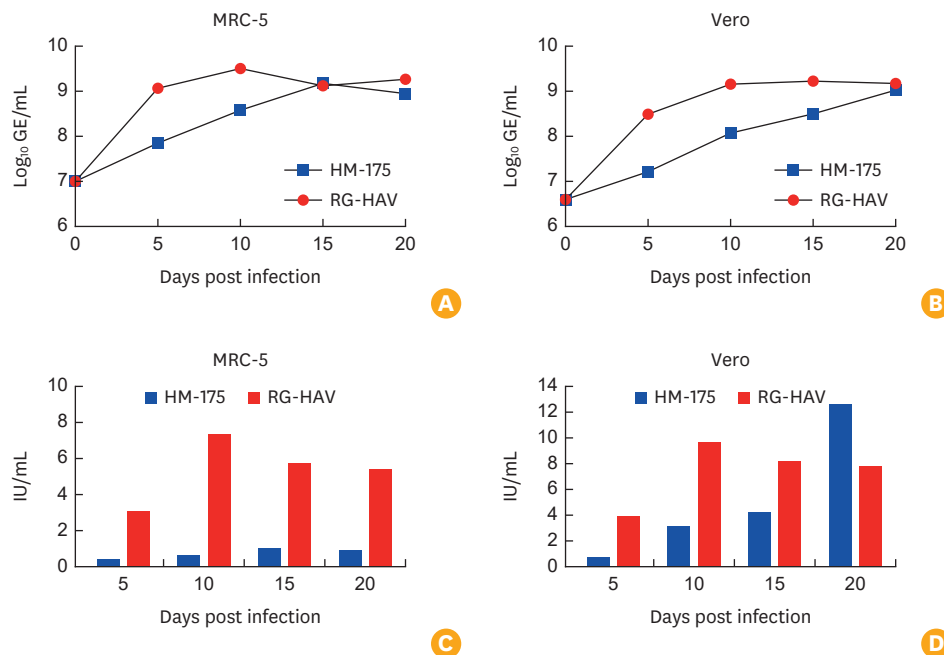 MRC-5
10
9
8
7
6
Log₁₀ GE/mL
HM-175
RG-HAV
0 5 10 15 20
Days post infection
A
Vero
10
9
8
7
6
Log₁₀ GE/mL
HM-175
RG-HAV
0 5 10 15 20
Days post infection
B
MRC-5
10
8
6
4
2
0
IU/mL
HM-175 RG-HAV
5 10 15 20
Days post infection
C
Vero
14
12
10
8
6
4
2
0
IU/mL
HM-175 RG-HAV
5 10 15 20
Days post infection
D